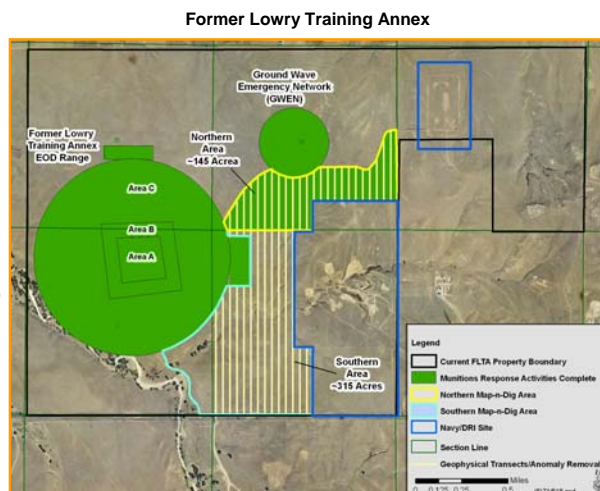 Former Lowry Training Annex
Ground Wave
Emergency Network
(GWEN)
Former Lowry
Training Annex
EOD Range
Northern
Area
~145 Acrea
Area C
Area B
Area A
Southern
Area
~315 Acres
Legend
Current FLTA Property Boundary
Munitions Response Activities Complete
Northern Map-n-Dig Area
Southern Map-n-Dig Area
Navy/DRI Site
Section Line
Geophysical Transects/Anomaly Removal
Miles
0 0.125 0.25 0.5